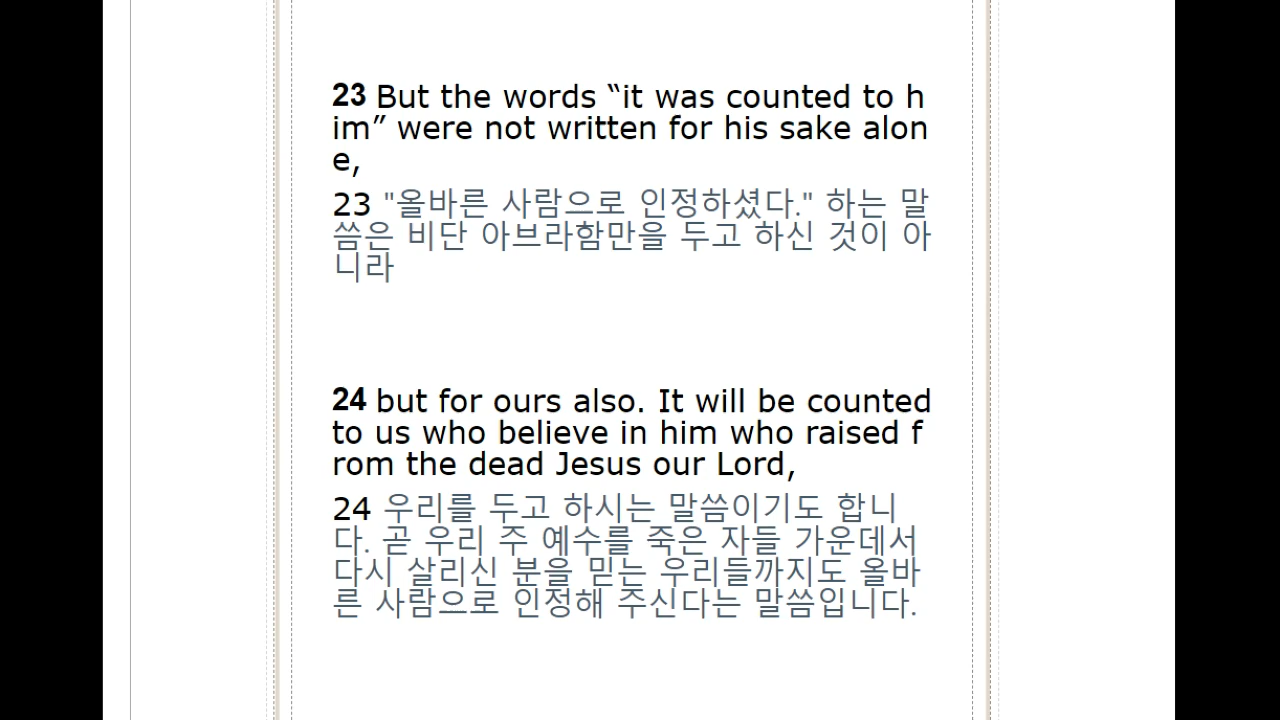 23 But the words “it was counted to h
im” were not written for his sake alon
e,
23 "올바른 사람으로 인정하셨다." 하는 말
씀은 비단 아브라함만을 두고 하신 것이 아
니라
24 but for ours also. It will be counted
to us who believe in him who raised f
rom the dead Jesus our Lord,
24 우리를 두고 하시는 말씀이기도 합니
다. 곧 우리 주 예수를 죽은 자들 가운데서
다시 살리신 분을 믿는 우리들까지도 올바
른 사람으로 인정해 주신다는 말씀입니다.